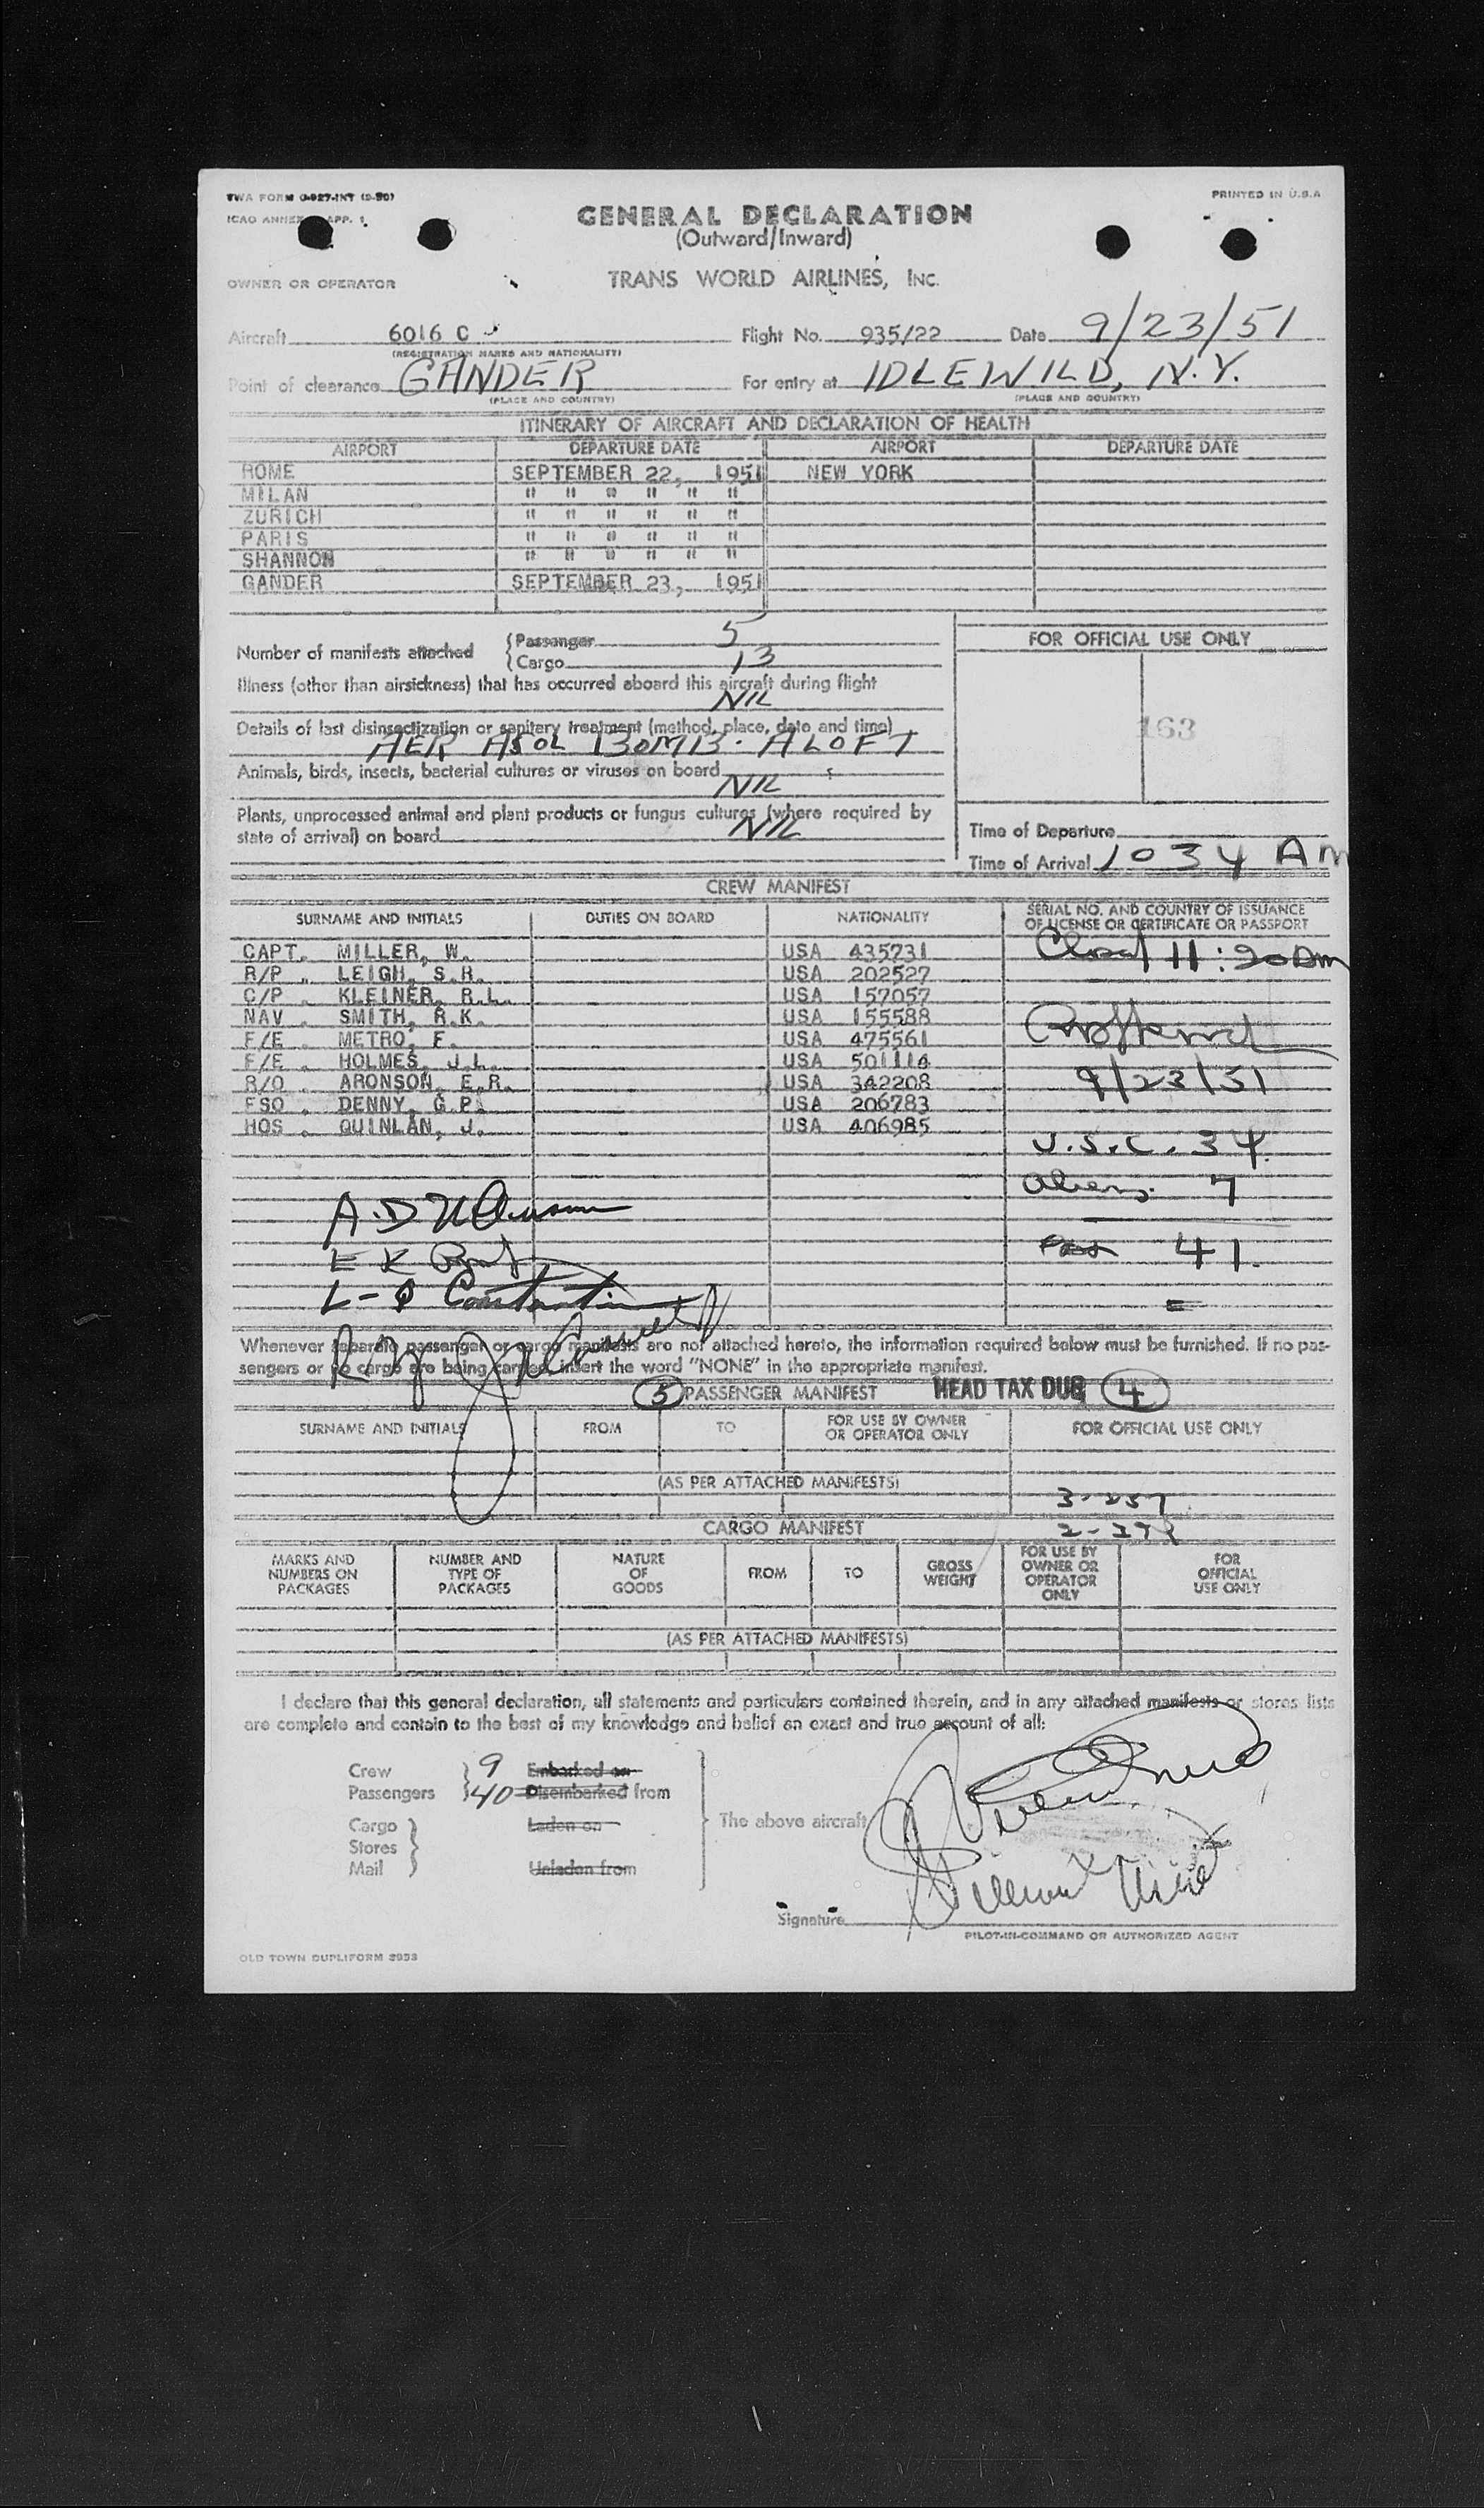 TWA FORM 0-927-INT (5-50)
PRINTED IN U.S.A.
ICAO ANNEX APP. 1
GENERAL DECLARATION
(Outward/Inward)
OWNER OR OPERATOR
TRANS WORLD AIRLINES, INC.
Aircraft 6016 C Flight No. 935/22 Date 9/23/51
(REGISTRATION MARKS AND NATIONALITY)
Point of clearance GANDER For entry at IDLEWILD, N.Y.
(PLACE AND COUNTRY) (PLACE AND COUNTRY)
ITINERARY OF AIRCRAFT AND DECLARATION OF HEALTH
AIRPORT DEPARTURE DATE AIRPORT DEPARTURE DATE
ROME SEPTEMBER 22, 1951 NEW YORK
MILAN " " " " " "
ZURICH " " " " " "
PARIS " " " " " "
SHANNON " " " " " "
GANDER SEPTEMBER 23, 1951
Number of manifests attached
Passenger 5
Cargo 13
FOR OFFICIAL USE ONLY
Illness (other than airsickness) that has occurred aboard this aircraft during flight
NIL
163
Details of last disinsectization or sanitary treatment (method, place, date and time)
AER ASOL BOMB. ALOFT
Animals, birds, insects, bacterial cultures or viruses on board
NIL
Plants, unprocessed animal and plant products or fungus cultures (where required by
state of arrival) on board NIL
Time of Departure
Time of Arrival 1034 AM
CREW MANIFEST
SURNAME AND INITIALS DUTIES ON BOARD NATIONALITY SERIAL NO. AND COUNTRY OF ISSUANCE
OF LICENSE OR CERTIFICATE OR PASSPORT
CAPT. MILLER, W. USA 435731
R/P . LEIGH, S.R. USA 202527
C/P . KLEINER, R.L. USA 157057
NAV . SMITH, R.K. USA 155588
F/E . METRO, F. USA 475561
F/E . HOLMES, J.L. USA 501114
R/O . ARONSON, E.R. USA 342208
FSO . DENNY, G.P. USA 206783
HOS . QUINLAN, J. USA 406985
11:20 am
9/23/51
U.S.C. 34
Aliens 7
Pax 41.
A.D.
E K
L-
Whenever separate passenger or cargo manifests are not attached hereto, the information required below must be furnished. If no pas-
sengers or no cargo are being carried, insert the word "NONE" in the appropriate manifest.
5 PASSENGER MANIFEST HEAD TAX DUE 4
SURNAME AND INITIALS FROM TO FOR USE BY OWNER
OR OPERATOR ONLY FOR OFFICIAL USE ONLY
(AS PER ATTACHED MANIFESTS)
3-257
CARGO MANIFEST
MARKS AND
NUMBERS ON
PACKAGES
NUMBER AND
TYPE OF
PACKAGES
NATURE
OF
GOODS
FROM
TO
GROSS
WEIGHT
FOR USE BY
OWNER OR
OPERATOR
ONLY
FOR
OFFICIAL
USE ONLY
(AS PER ATTACHED MANIFESTS)
I declare that this general declaration, all statements and particulars contained therein, and in any attached manifests or stores lists
are complete and contain to the best of my knowledge and belief an exact and true account of all:
Crew 9 Embarked on
Passengers 40 Disembarked from
Cargo Laden on
Stores
Mail Unladen from
The above aircraft
Signature
PILOT-IN-COMMAND OR AUTHORIZED AGENT
OLD TOWN DUPLIFORM 8953